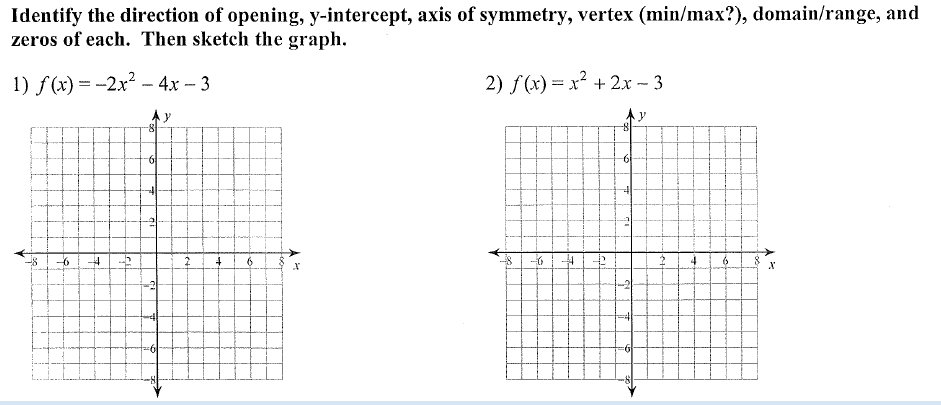 Identify the direction of opening, y-intercept, axis of symmetry, vertex (min/max?), domain/range, and
zeros of each. Then sketch the graph.
1) f(x) = −2x² − 4x − 3
2) f(x) = x² + 2x − 3
y
8
6
4
2
−8 −6 −4 −2 2 4 6 8 x
−2
−4
−6
−8
y
8
6
4
2
−8 −6 −4 −2 2 4 6 8 x
−2
−4
−6
−8